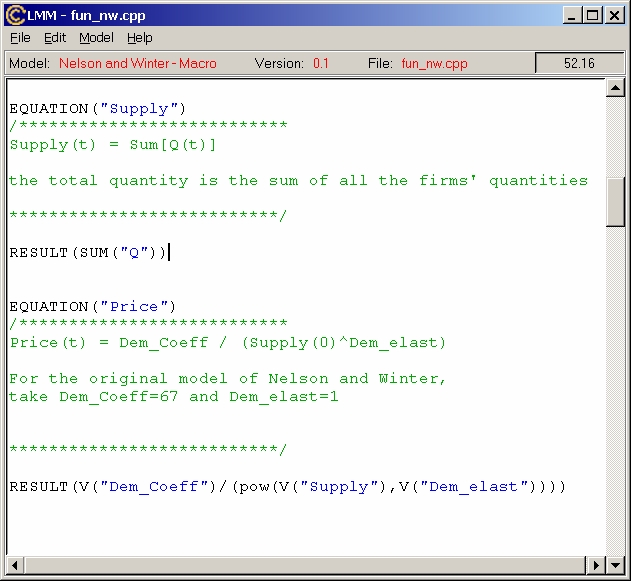 LMM - fun_nw.cpp
File Edit Model Help
Model: Nelson and Winter - Macro Version: 0.1 File: fun_nw.cpp 52.16
EQUATION("Supply")
/***************************
Supply(t) = Sum[Q(t)]
the total quantity is the sum of all the firms' quantities
***************************/
RESULT(SUM("Q"))
EQUATION("Price")
/***************************
Price(t) = Dem_Coeff / (Supply(0)^Dem_elast)
For the original model of Nelson and Winter,
take Dem_Coeff=67 and Dem_elast=1
***************************/
RESULT(V("Dem_Coeff")/(pow(V("Supply"),V("Dem_elast"))))